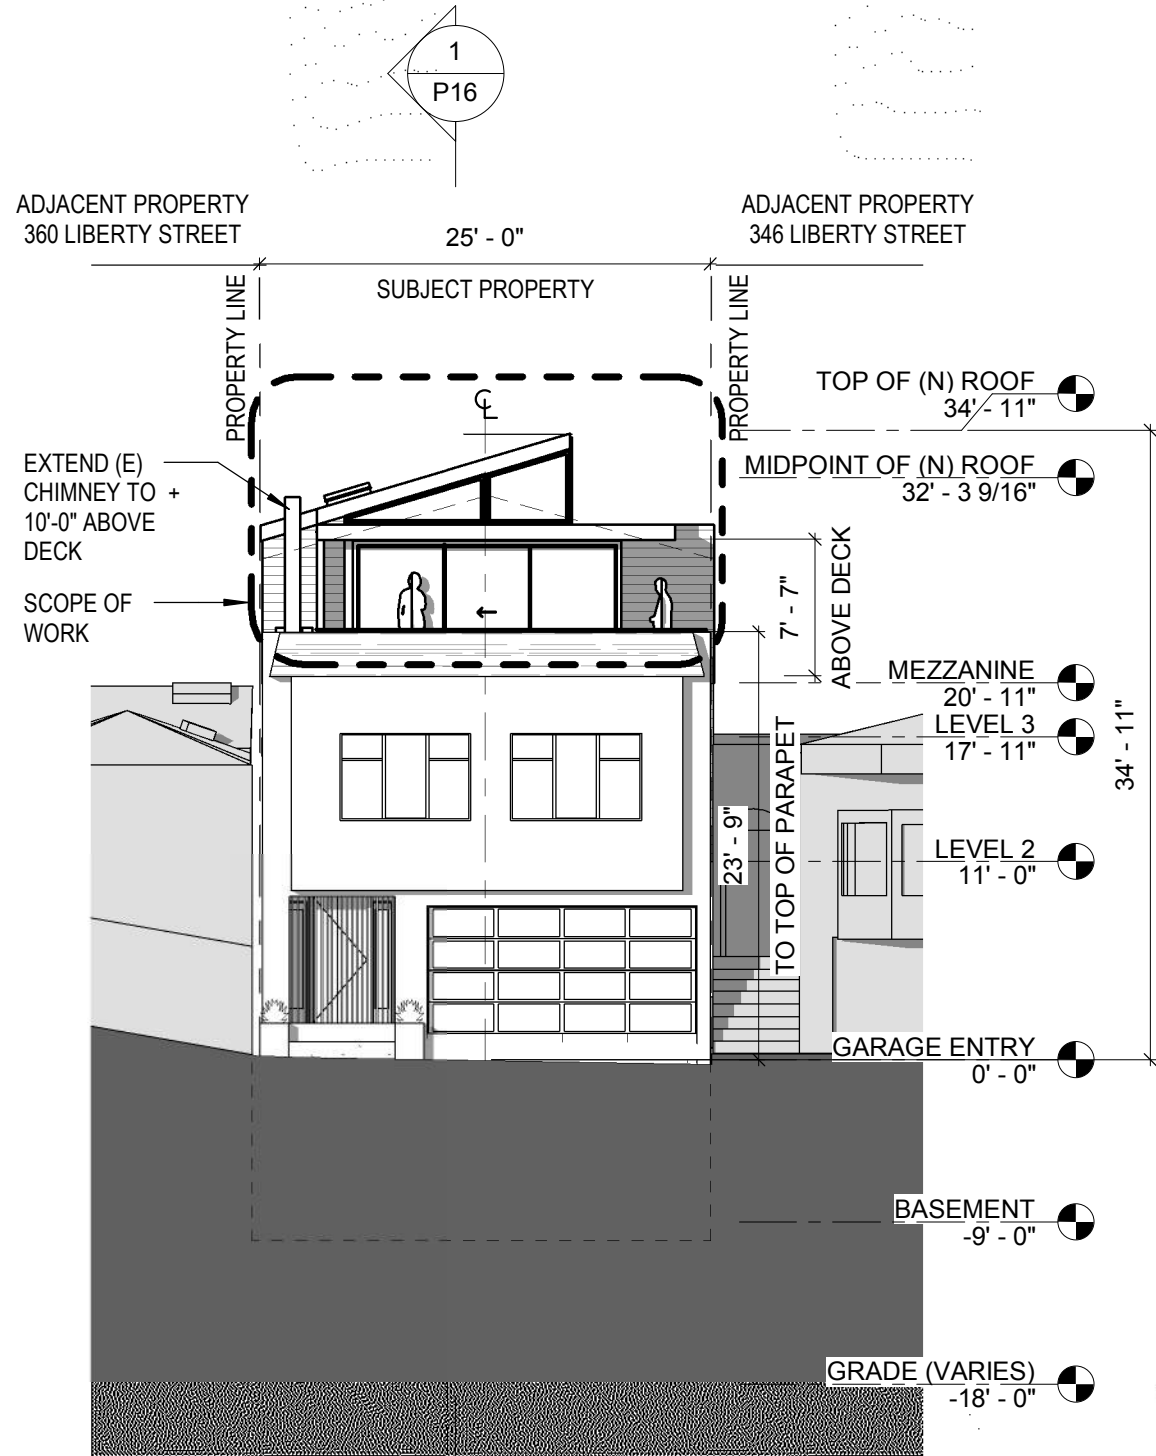 1
P16
ADJACENT PROPERTY
360 LIBERTY STREET
25' - 0"
ADJACENT PROPERTY
346 LIBERTY STREET
SUBJECT PROPERTY
PROPERTY LINE
PROPERTY LINE
CL
TOP OF (N) ROOF
34' - 11"
MIDPOINT OF (N) ROOF
32' - 3 9/16"
EXTEND (E)
CHIMNEY TO +
10'-0" ABOVE
DECK
SCOPE OF
WORK
7' - 7"
ABOVE DECK
MEZZANINE
20' - 11"
LEVEL 3
17' - 11"
34' - 11"
23' - 9"
TO TOP OF PARAPET
LEVEL 2
11' - 0"
GARAGE ENTRY
0' - 0"
BASEMENT
-9' - 0"
GRADE (VARIES)
-18' - 0"